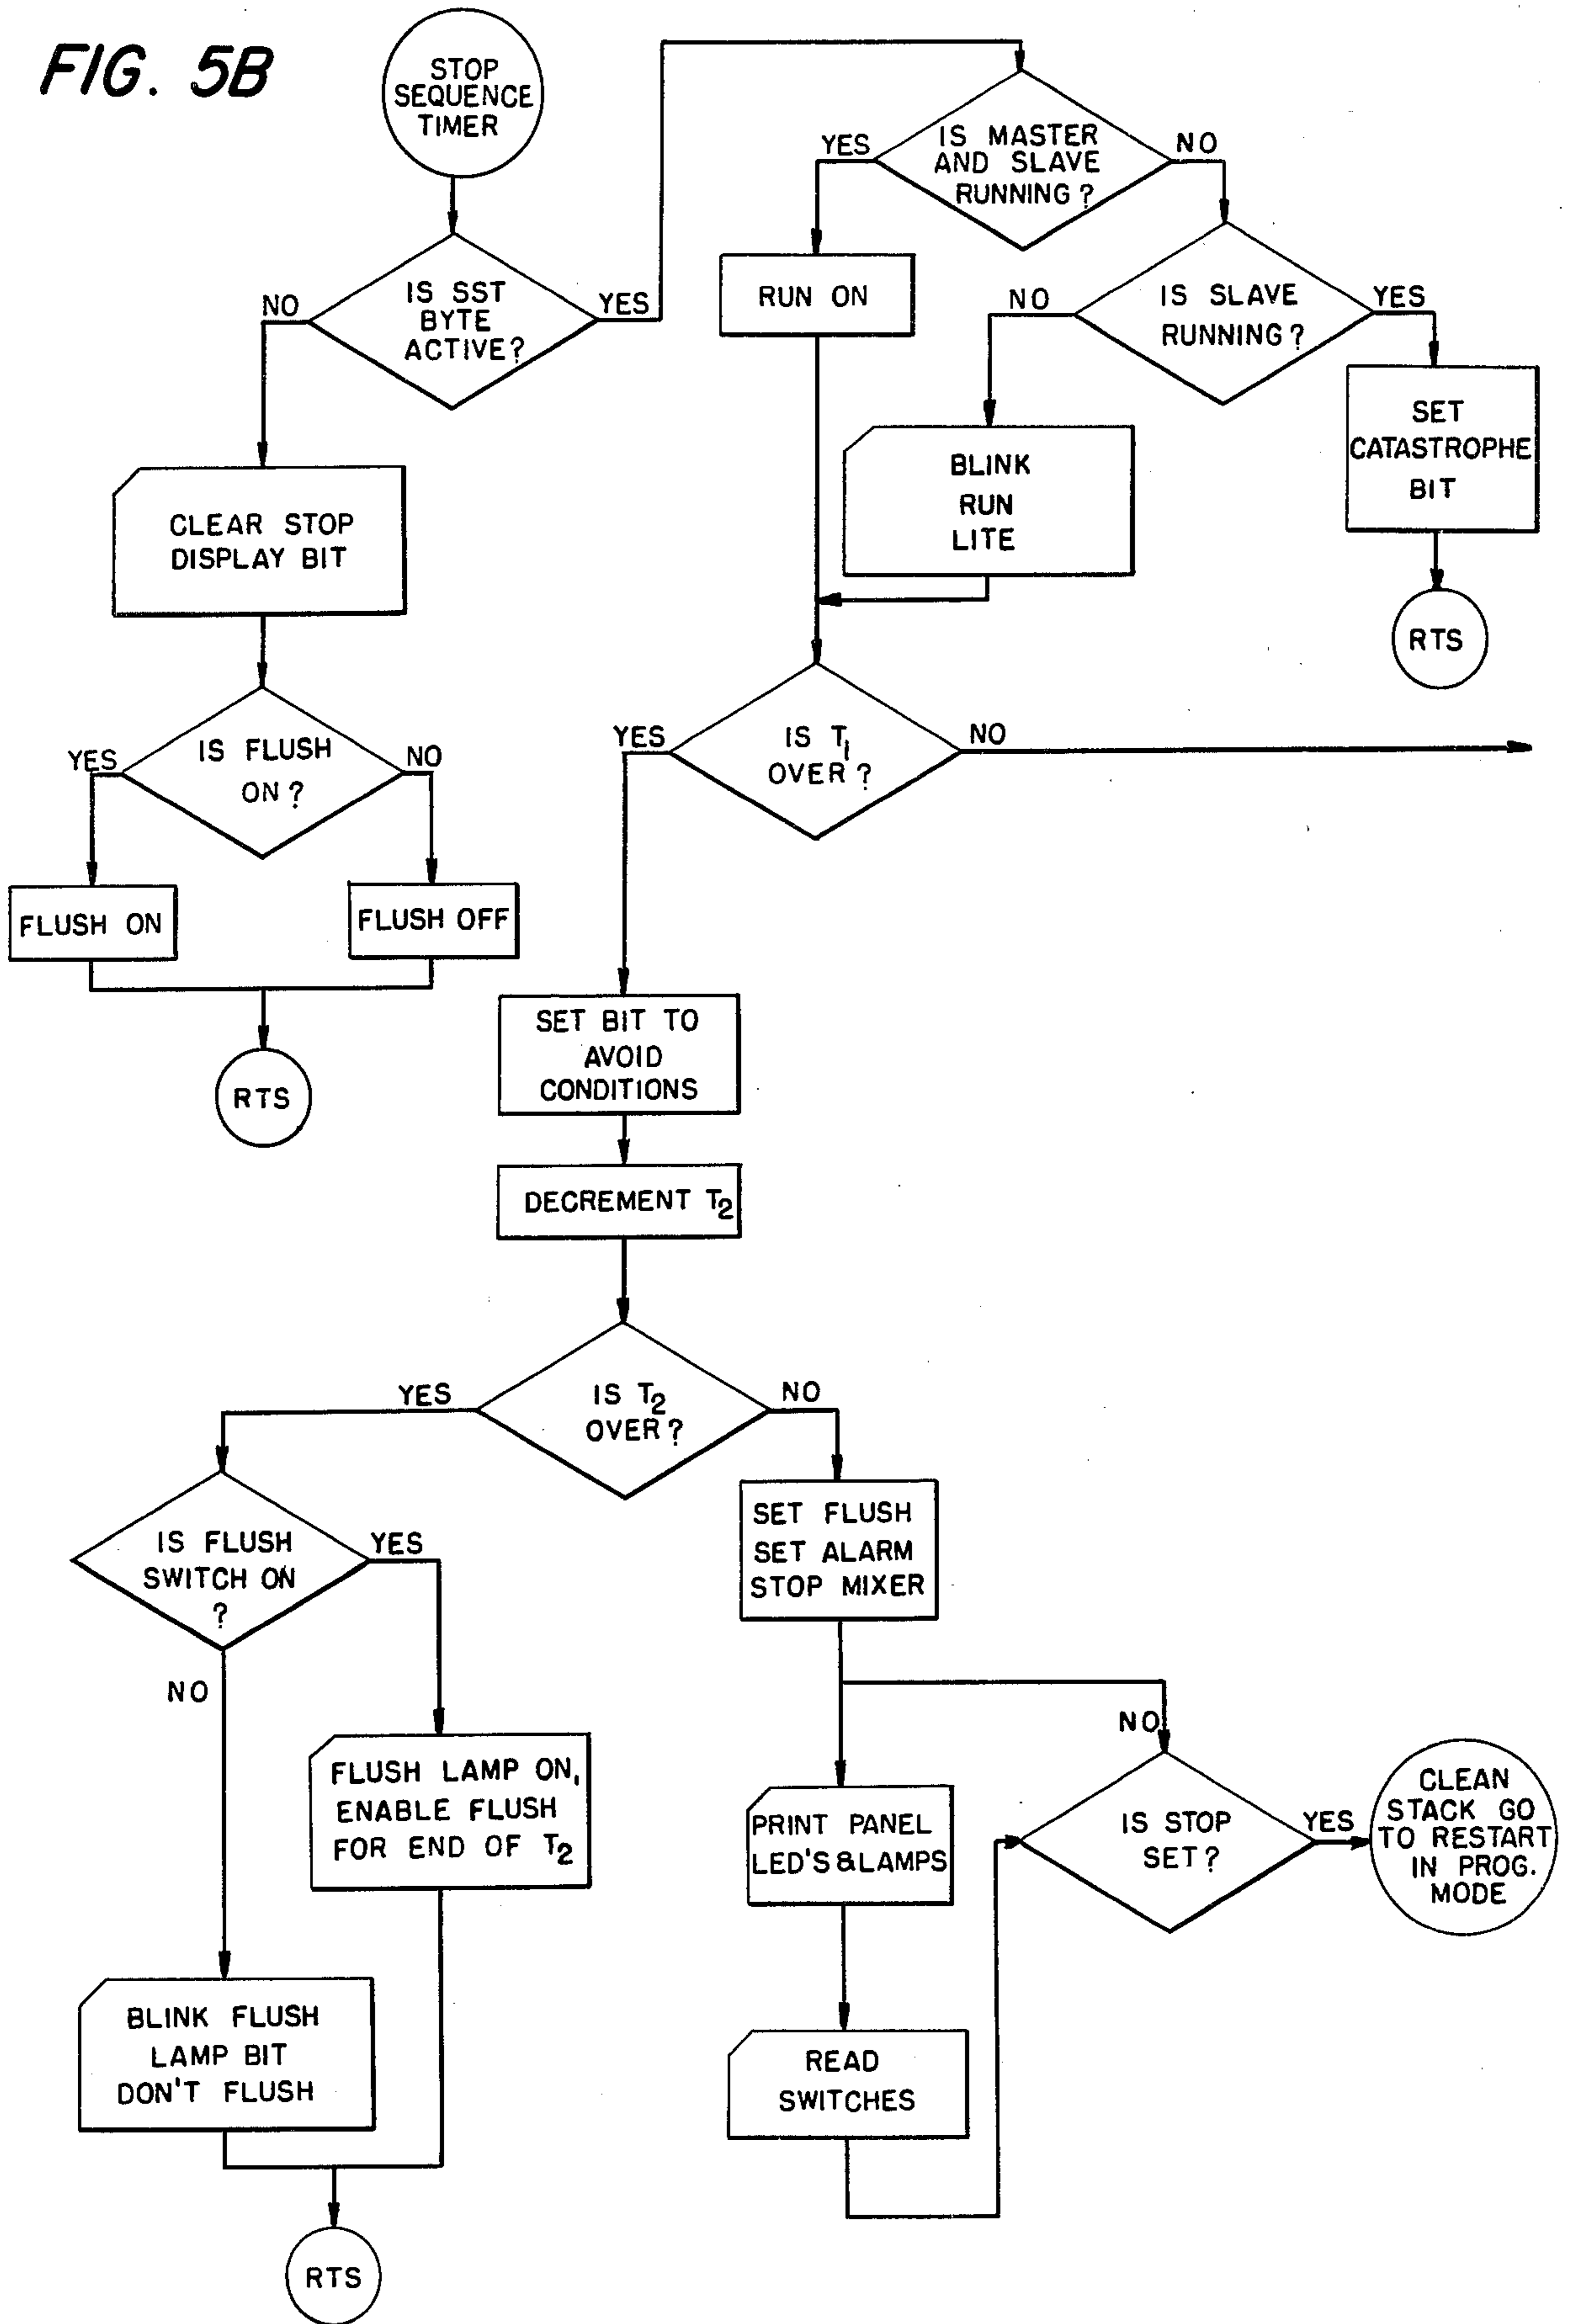 FIG. 5B
STOP
SEQUENCE
TIMER
IS SST
BYTE
ACTIVE?
NO
YES
CLEAR STOP
DISPLAY BIT
IS FLUSH
ON?
YES
NO
FLUSH ON
FLUSH OFF
RTS
IS MASTER
AND SLAVE
RUNNING?
YES
NO
RUN ON
IS SLAVE
RUNNING?
NO
YES
BLINK
RUN
LITE
SET
CATASTROPHE
BIT
RTS
IS T1
OVER?
YES
NO
SET BIT TO
AVOID
CONDITIONS
DECREMENT T2
IS T2
OVER?
YES
NO
IS FLUSH
SWITCH ON
?
YES
NO
FLUSH LAMP ON,
ENABLE FLUSH
FOR END OF T2
BLINK FLUSH
LAMP BIT
DON'T FLUSH
RTS
SET FLUSH
SET ALARM
STOP MIXER
NO
PRINT PANEL
LED'S &LAMPS
READ
SWITCHES
IS STOP
SET?
YES
CLEAN
STACK GO
TO RESTART
IN PROG.
MODE